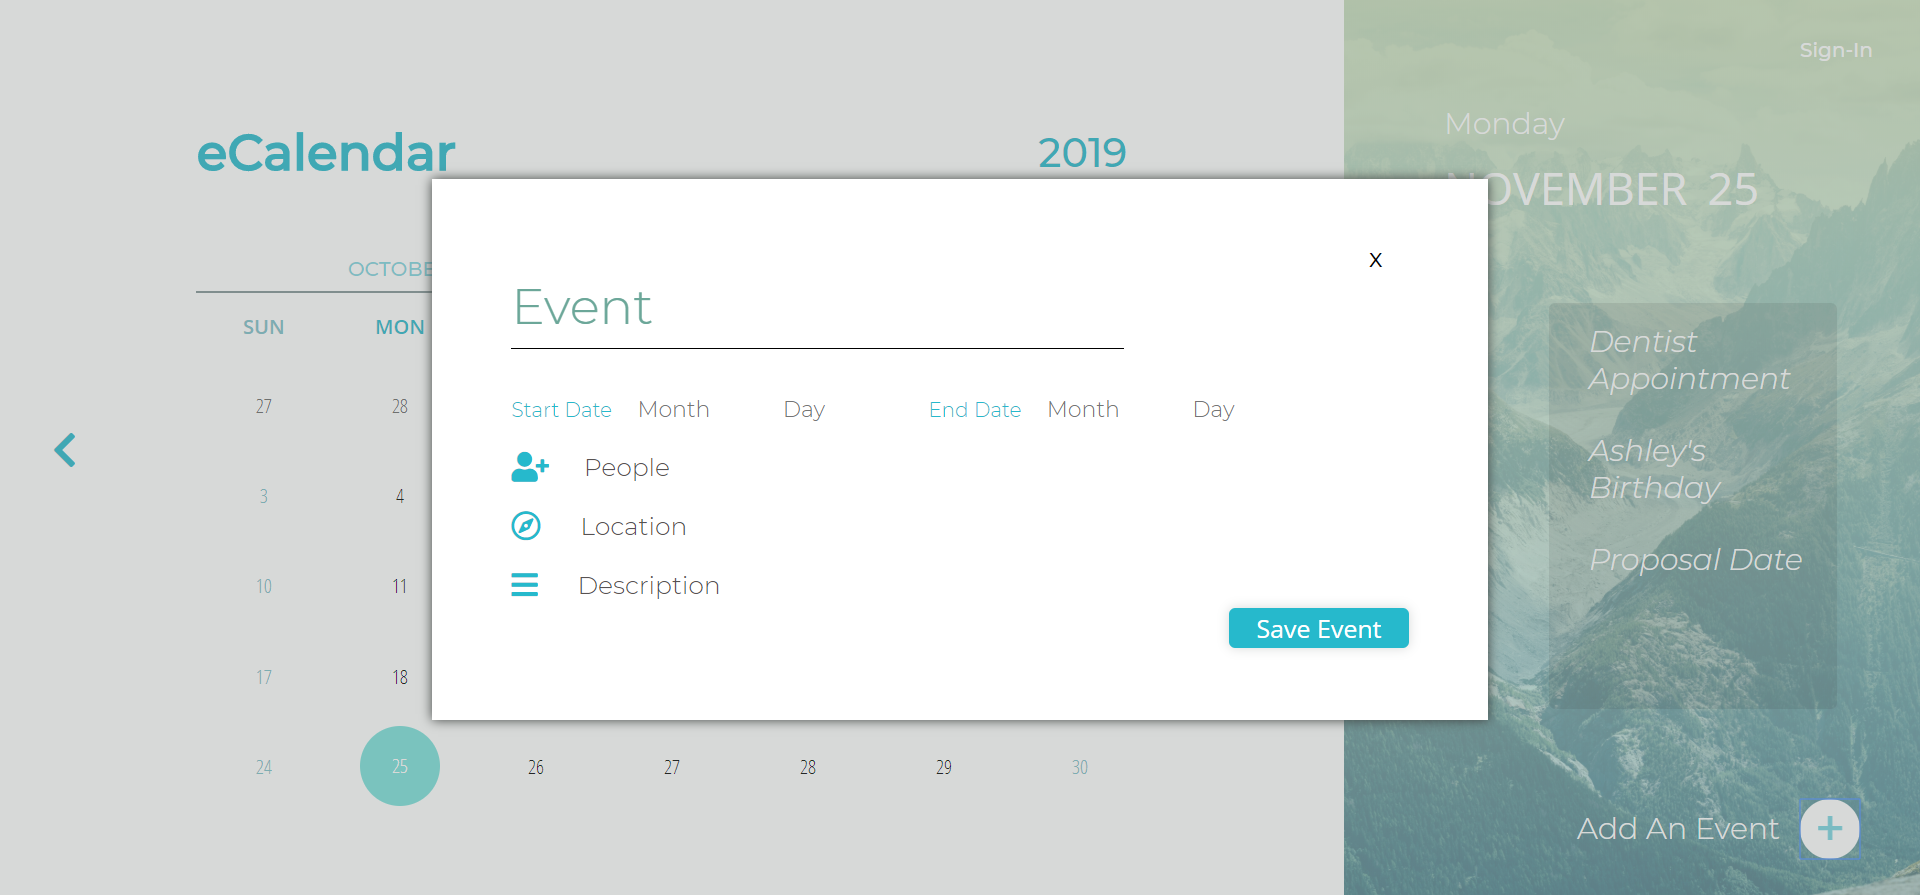 Sign-In
Monday
NOVEMBER 25
eCalendar
2019
OCTOBE
SUN MON
27 28
3 4
10 11
17 18
24 25 26 27 28 29 30
X
Event
Start Date Month Day End Date Month Day
People
Location
Description
Save Event
Dentist
Appointment
Ashley's
Birthday
Proposal Date
Add An Event +